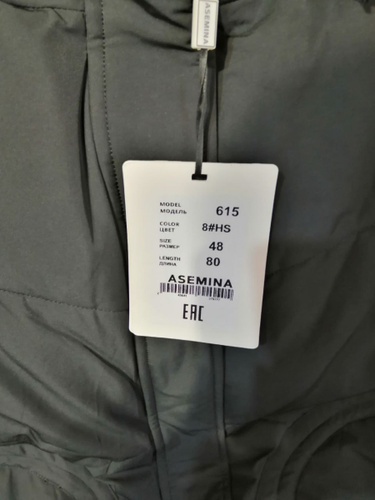 ASEMINA
MODEL
МОДЕЛЬ 615
COLOR
ЦВЕТ 8#HS
SIZE
РАЗМЕР 48
LENGTH
ДЛИНА 80
ASEMINA
EAC